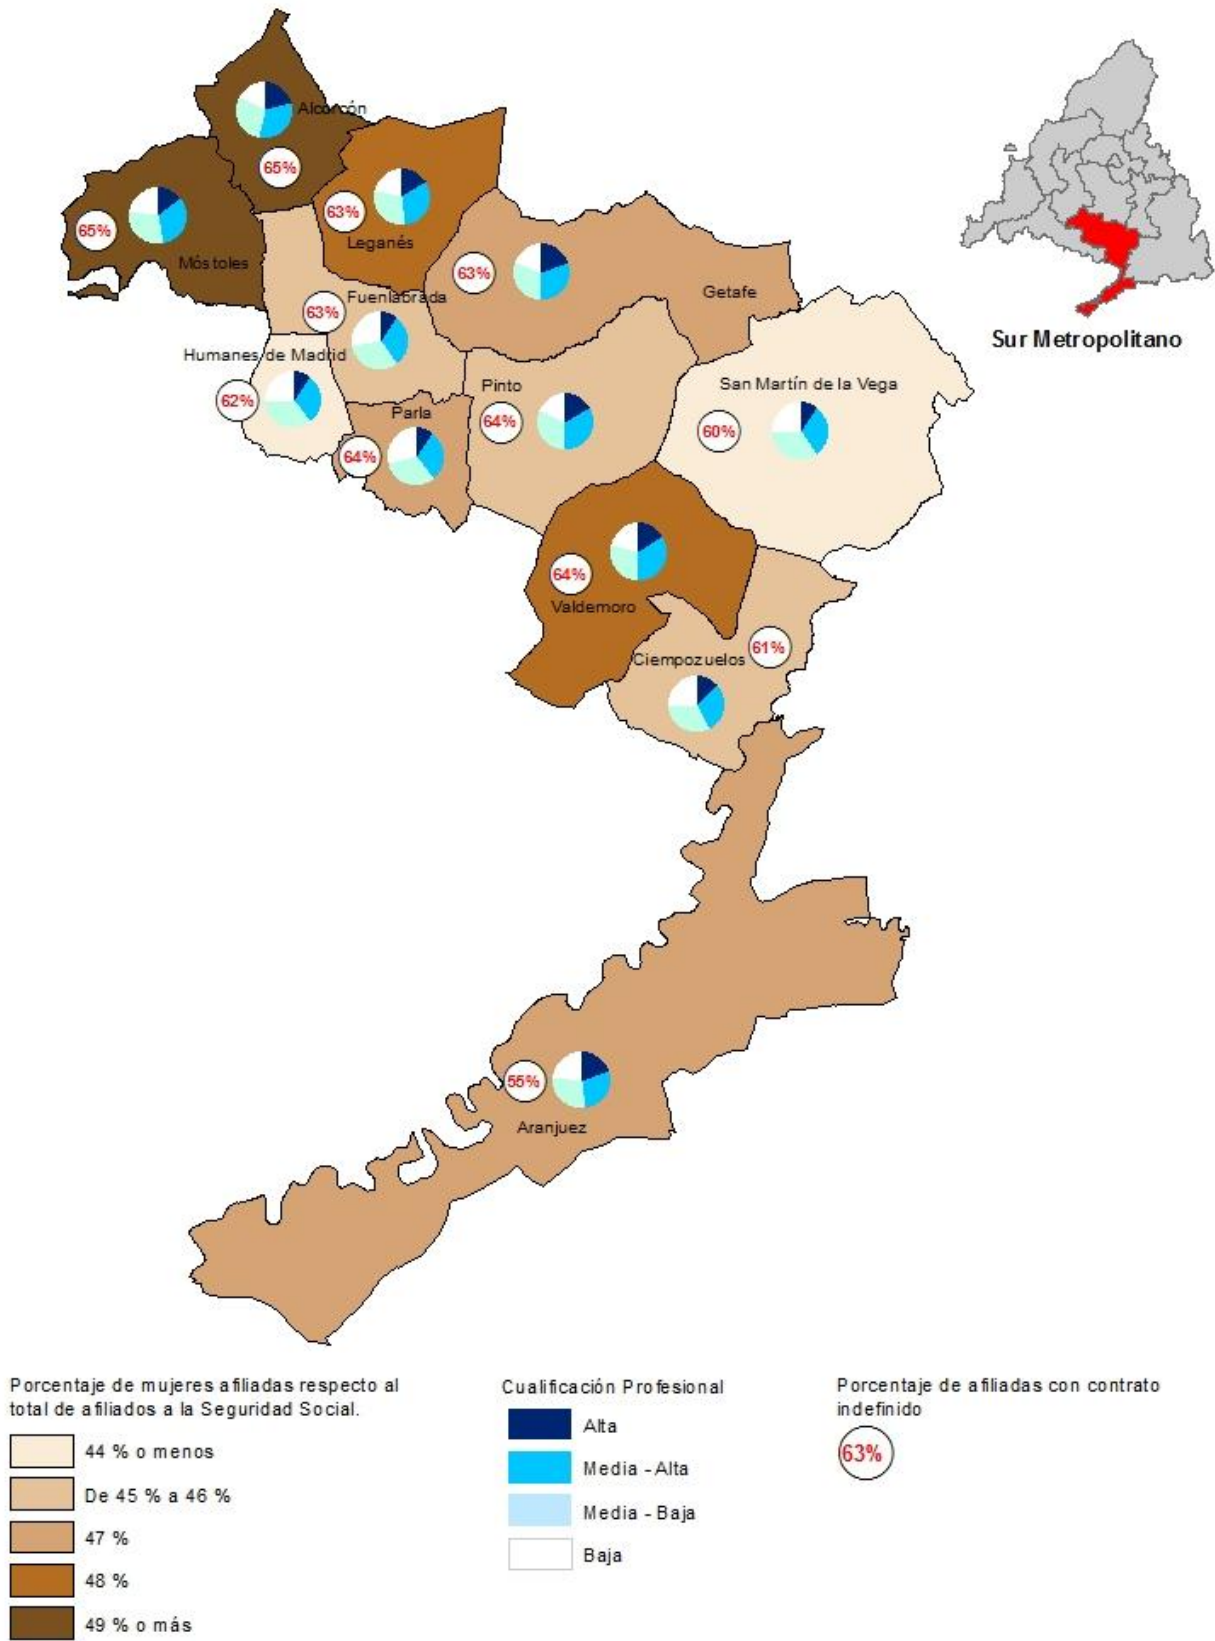 Alcorcón
65%
65%
63%
Leganés
Móstoles
63%
Getafe
Fuenlabrada
63%
Sur Metropolitano
Humanes de Madrid
62%
Pinto
San Martín de la Vega
Parla
64%
60%
64%
64%
Valdemoro
61%
Ciempozuelos
55%
Aranjuez
Porcentaje de mujeres afiliadas respecto al
total de afiliados a la Seguridad Social.
44 % o menos
De 45 % a 46 %
47 %
48 %
49 % o más
Cualificación Profesional
Alta
Media - Alta
Media - Baja
Baja
Porcentaje de afiliadas con contrato
indefinido
63%